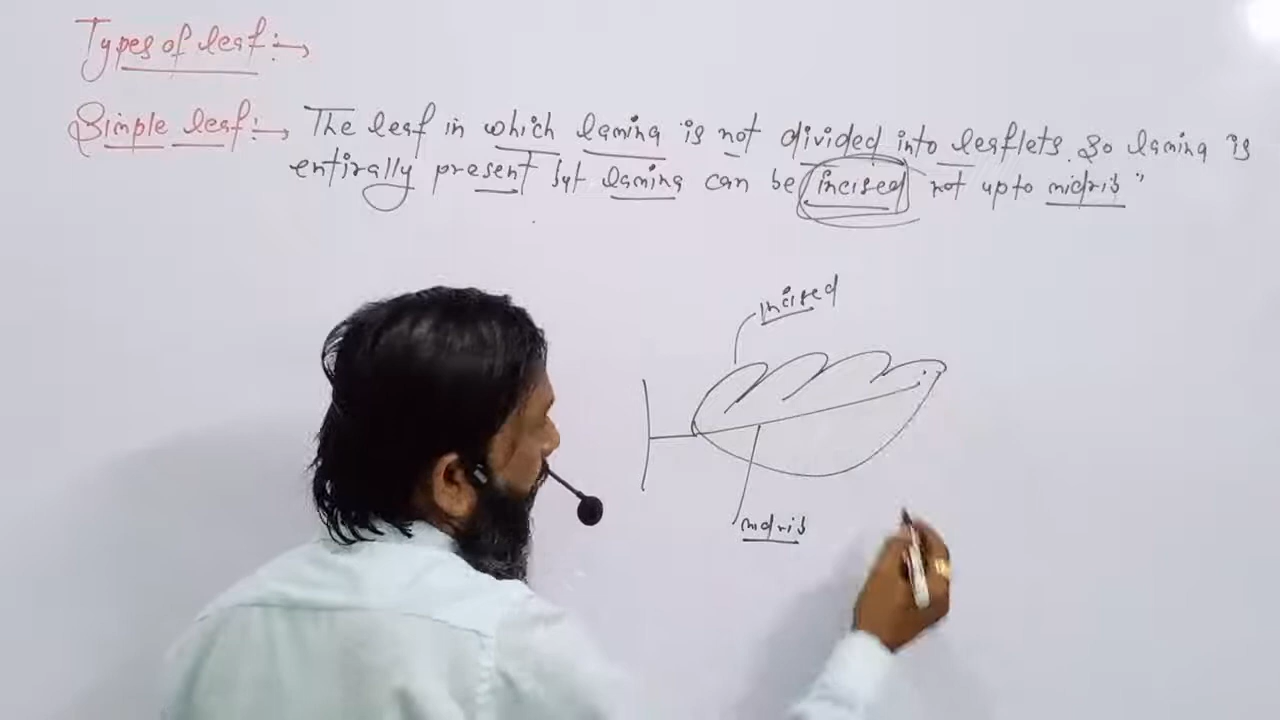 Types of leaf :→
Simple leaf :→ The leaf in which lamina is not divided into leaflets. So lamina is
entirally present but lamina can be incised not upto midrib"
incised
midrib